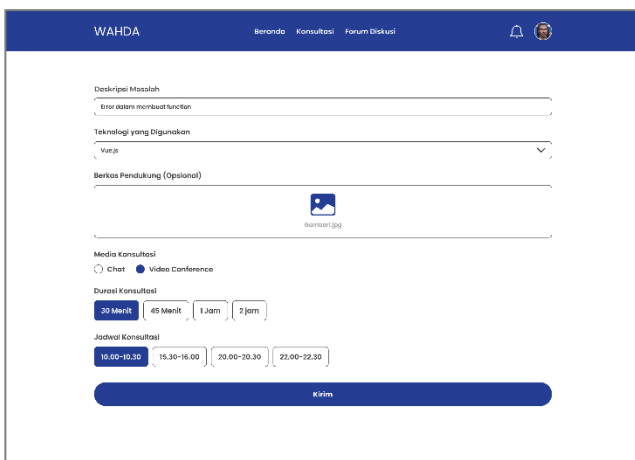 WAHDA Beranda Konsultasi Forum Diskusi
Deskripsi Masalah
Error dalam membuat function
Teknologi yang Digunakan
Vue.js
Berkas Pendukung (Opsional)
Gambar1.jpg
Media Konsultasi
Chat Video Conference
Durasi Konsultasi
30 Menit 45 Menit 1 Jam 2 jam
Jadwal Konsultasi
10.00-10.30 15.30-16.00 20.00-20.30 22.00-22.30
Kirim